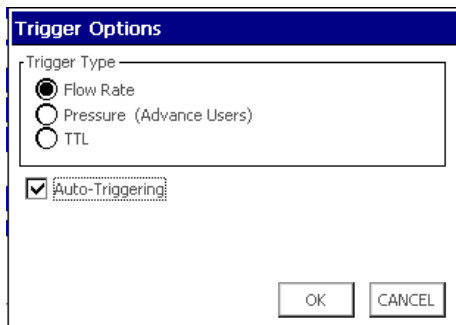 Trigger Options
Trigger Type
Flow Rate
Pressure (Advance Users)
TTL
Auto-Triggering
OK CANCEL